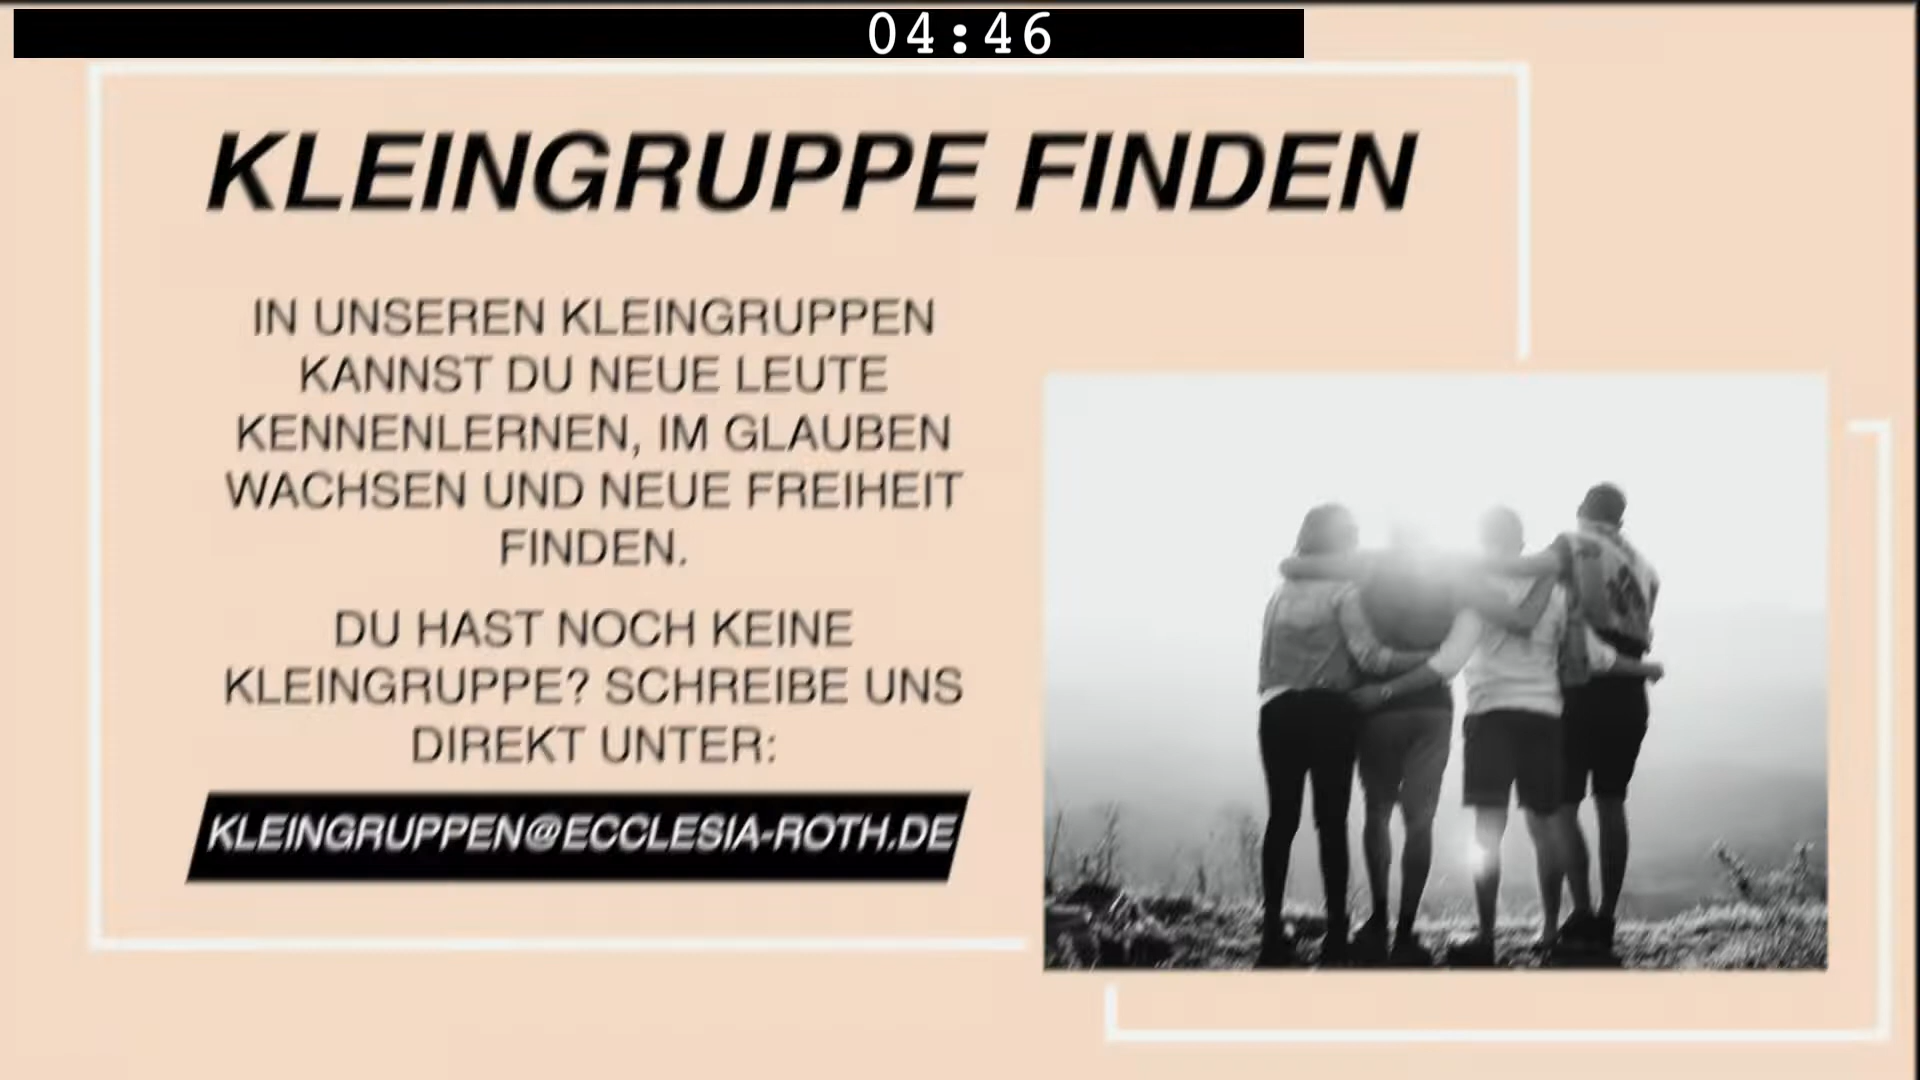 04:46
KLEINGRUPPE FINDEN
IN UNSEREN KLEINGRUPPEN
KANNST DU NEUE LEUTE
KENNENLERNEN, IM GLAUBEN
WACHSEN UND NEUE FREIHEIT
FINDEN.
DU HAST NOCH KEINE
KLEINGRUPPE? SCHREIBE UNS
DIREKT UNTER:
KLEINGRUPPEN@ECCLESIA-ROTH.DE